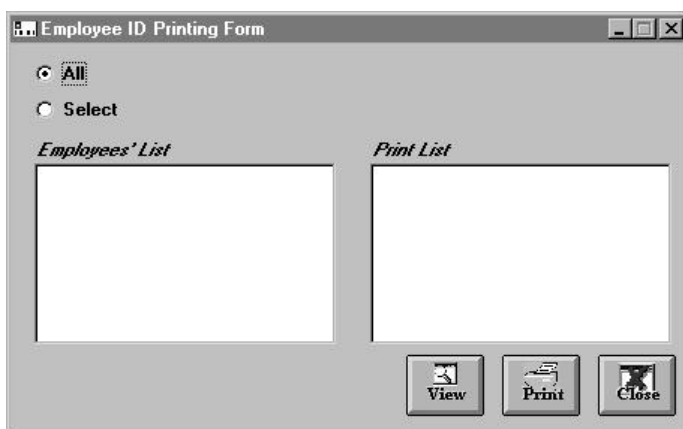 Employee ID Printing Form
All
Select
Employees' List
Print List
View
Print
Close